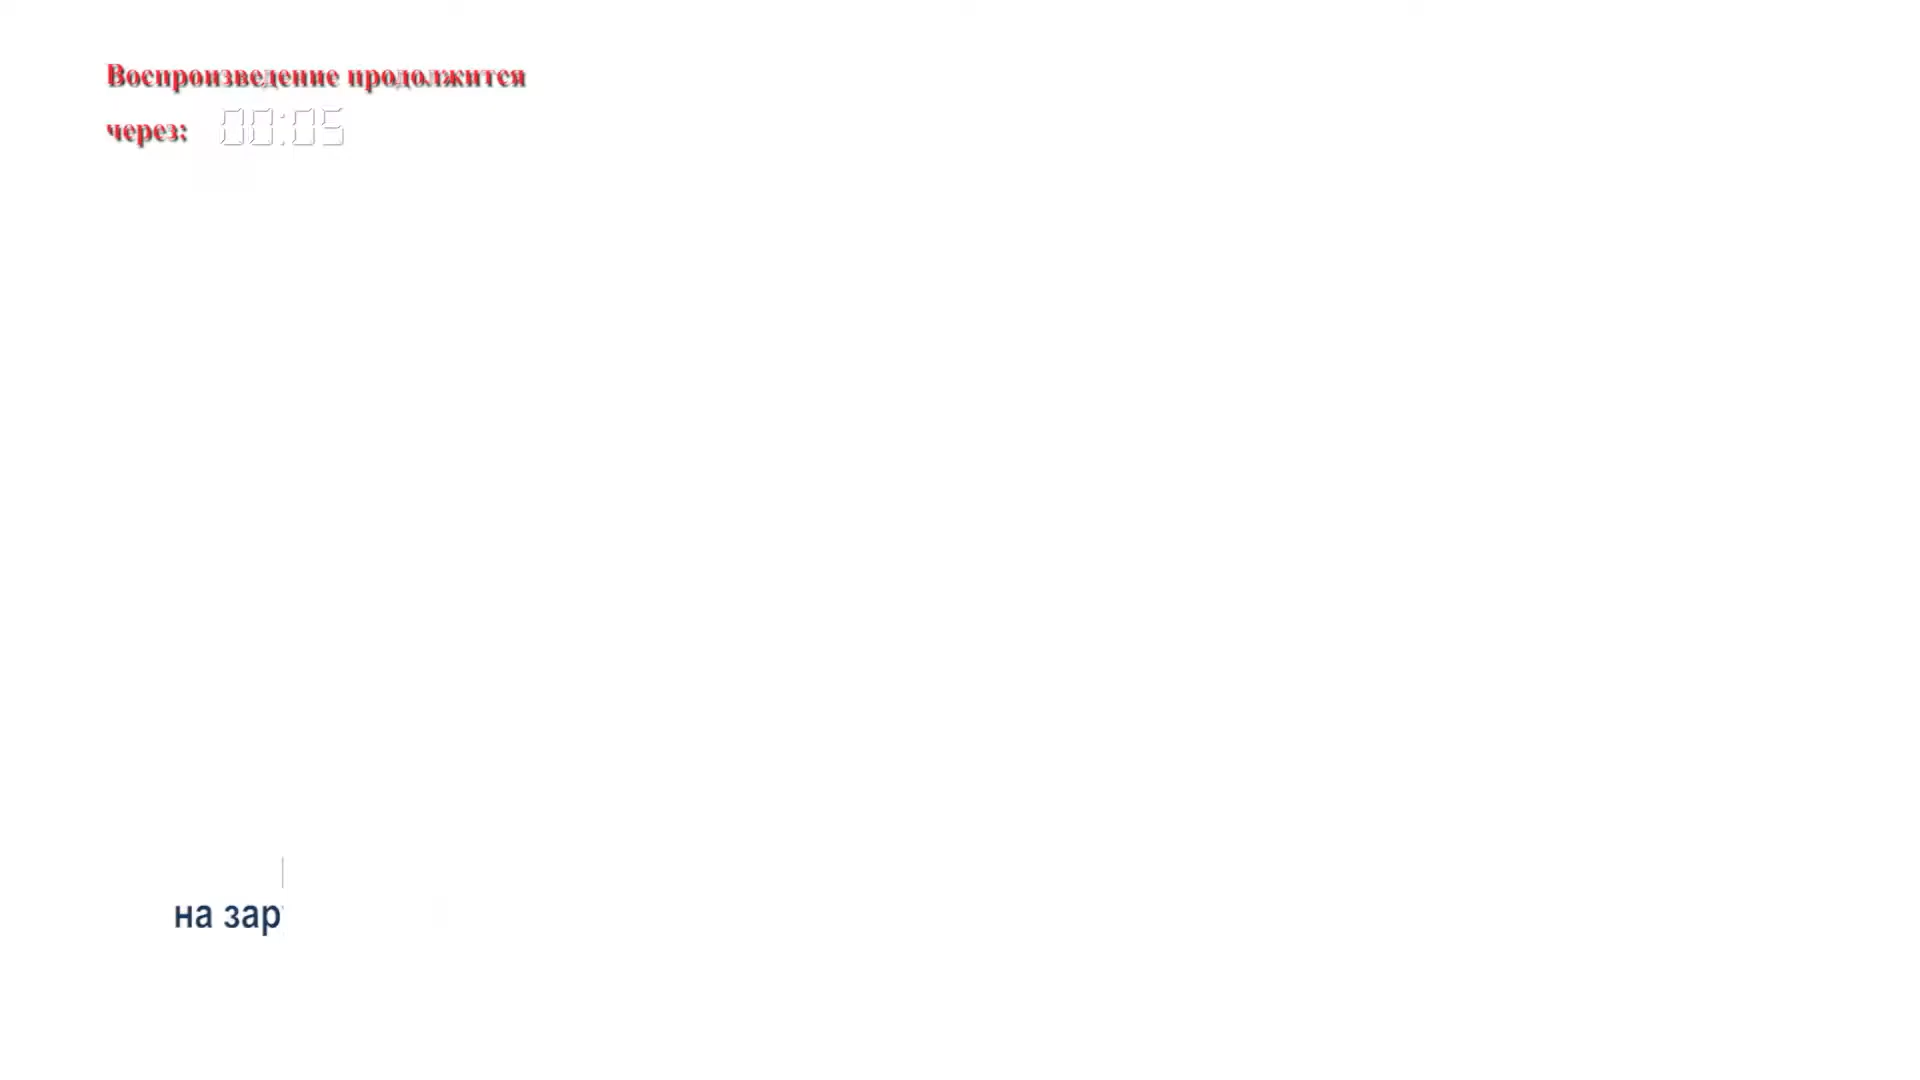 Воспроизведение продолжится
через: 00:05
на зар